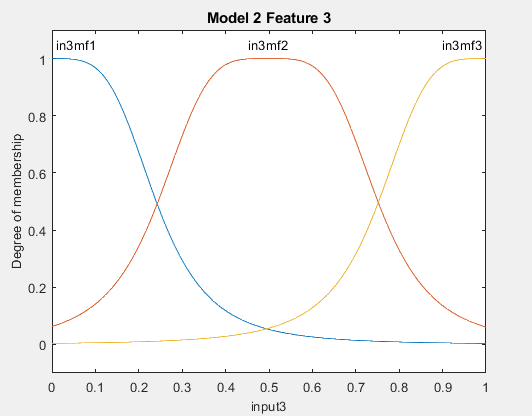 Model 2 Feature 3
in3mf1 in3mf2 in3mf3
1
0.8
0.6
0.4
0.2
0
Degree of membership
0 0.1 0.2 0.3 0.4 0.5 0.6 0.7 0.8 0.9 1
input3